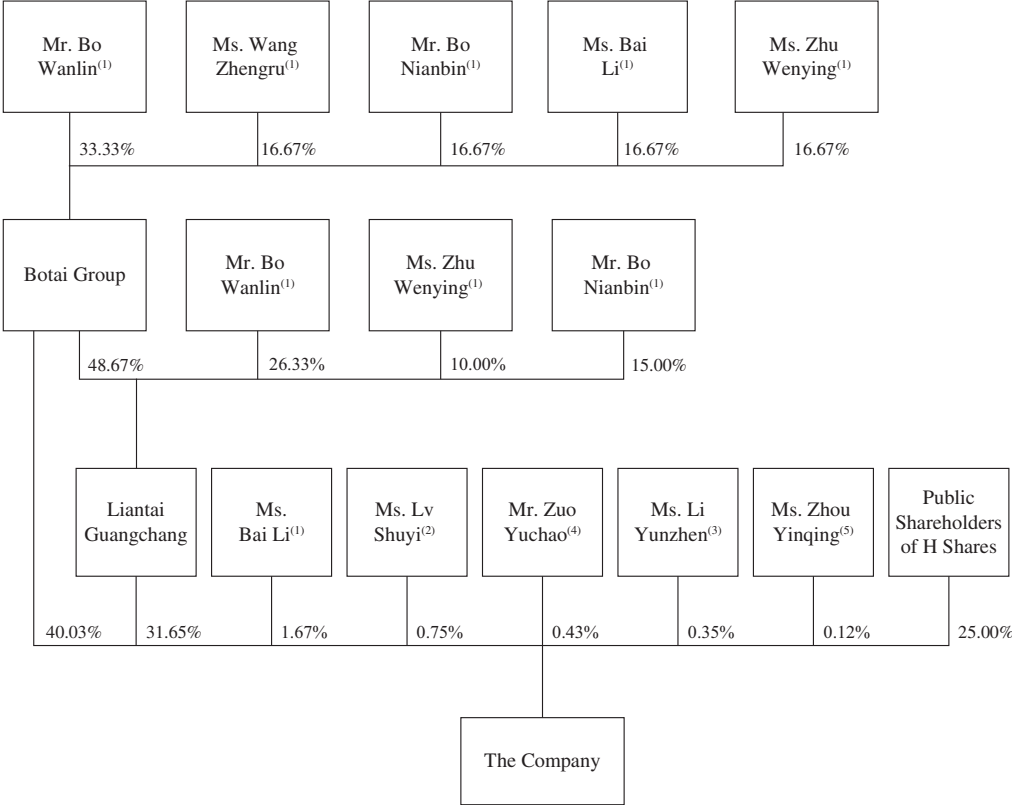 Mr. Bo
Wanlin(1)
Ms. Wang
Zhengru(1)
Mr. Bo
Nianbin(1)
Ms. Bai
Li(1)
Ms. Zhu
Wenying(1)
33.33%
16.67%
16.67%
16.67%
16.67%
Botai Group
Mr. Bo
Wanlin(1)
Ms. Zhu
Wenying(1)
Mr. Bo
Nianbin(1)
48.67%
26.33%
10.00%
15.00%
Liantai
Guangchang
Ms.
Bai Li(1)
Ms. Lv
Shuyi(2)
Mr. Zuo
Yuchao(4)
Ms. Li
Yunzhen(3)
Ms. Zhou
Yinqing(5)
Public
Shareholders
of H Shares
40.03%
31.65%
1.67%
0.75%
0.43%
0.35%
0.12%
25.00%
The Company